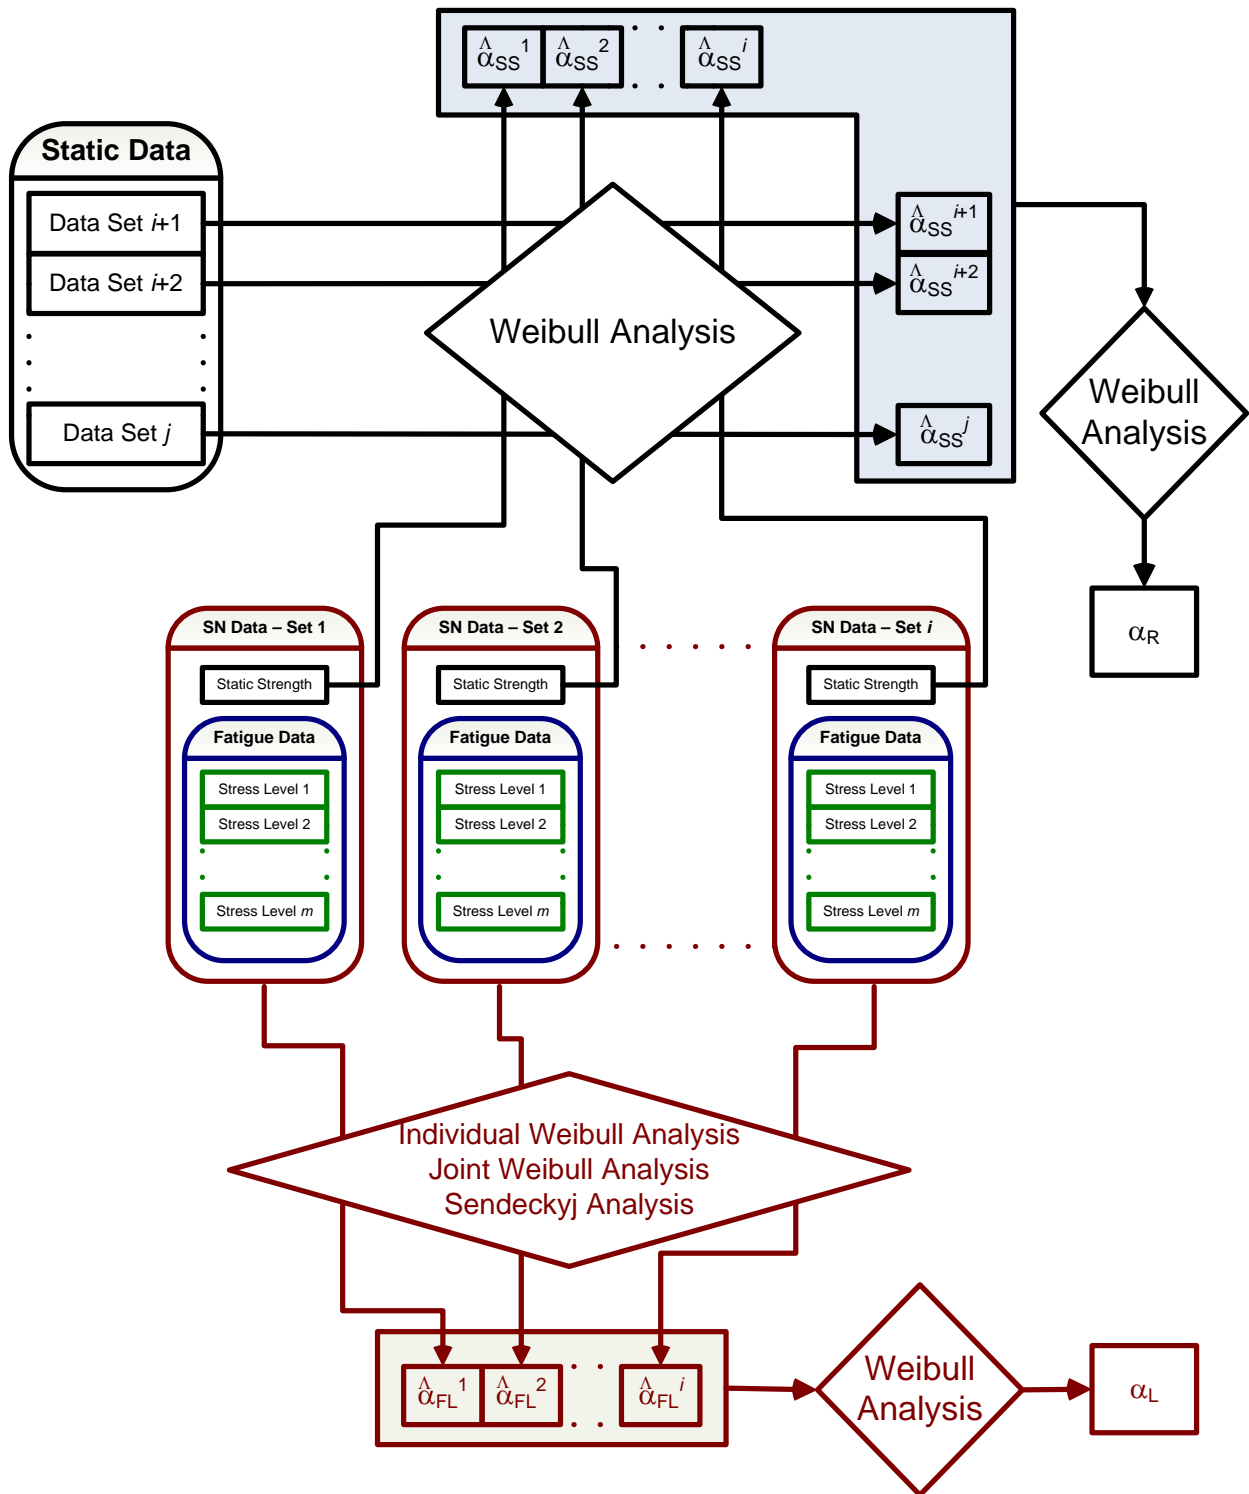 α̂SS1 α̂SS2 α̂SSi
Static Data
Data Set i+1
α̂SSi+1
Data Set i+2
α̂SSi+2
Weibull Analysis
Weibull
Analysis
Data Set j
α̂SSj
αR
SN Data – Set 1
Static Strength
Fatigue Data
Stress Level 1
Stress Level 2
Stress Level m
SN Data – Set 2
Static Strength
Fatigue Data
Stress Level 1
Stress Level 2
Stress Level m
SN Data – Set i
Static Strength
Fatigue Data
Stress Level 1
Stress Level 2
Stress Level m
Individual Weibull Analysis
Joint Weibull Analysis
Sendeckyj Analysis
α̂FL1 α̂FL2 α̂FLi
Weibull
Analysis
αL